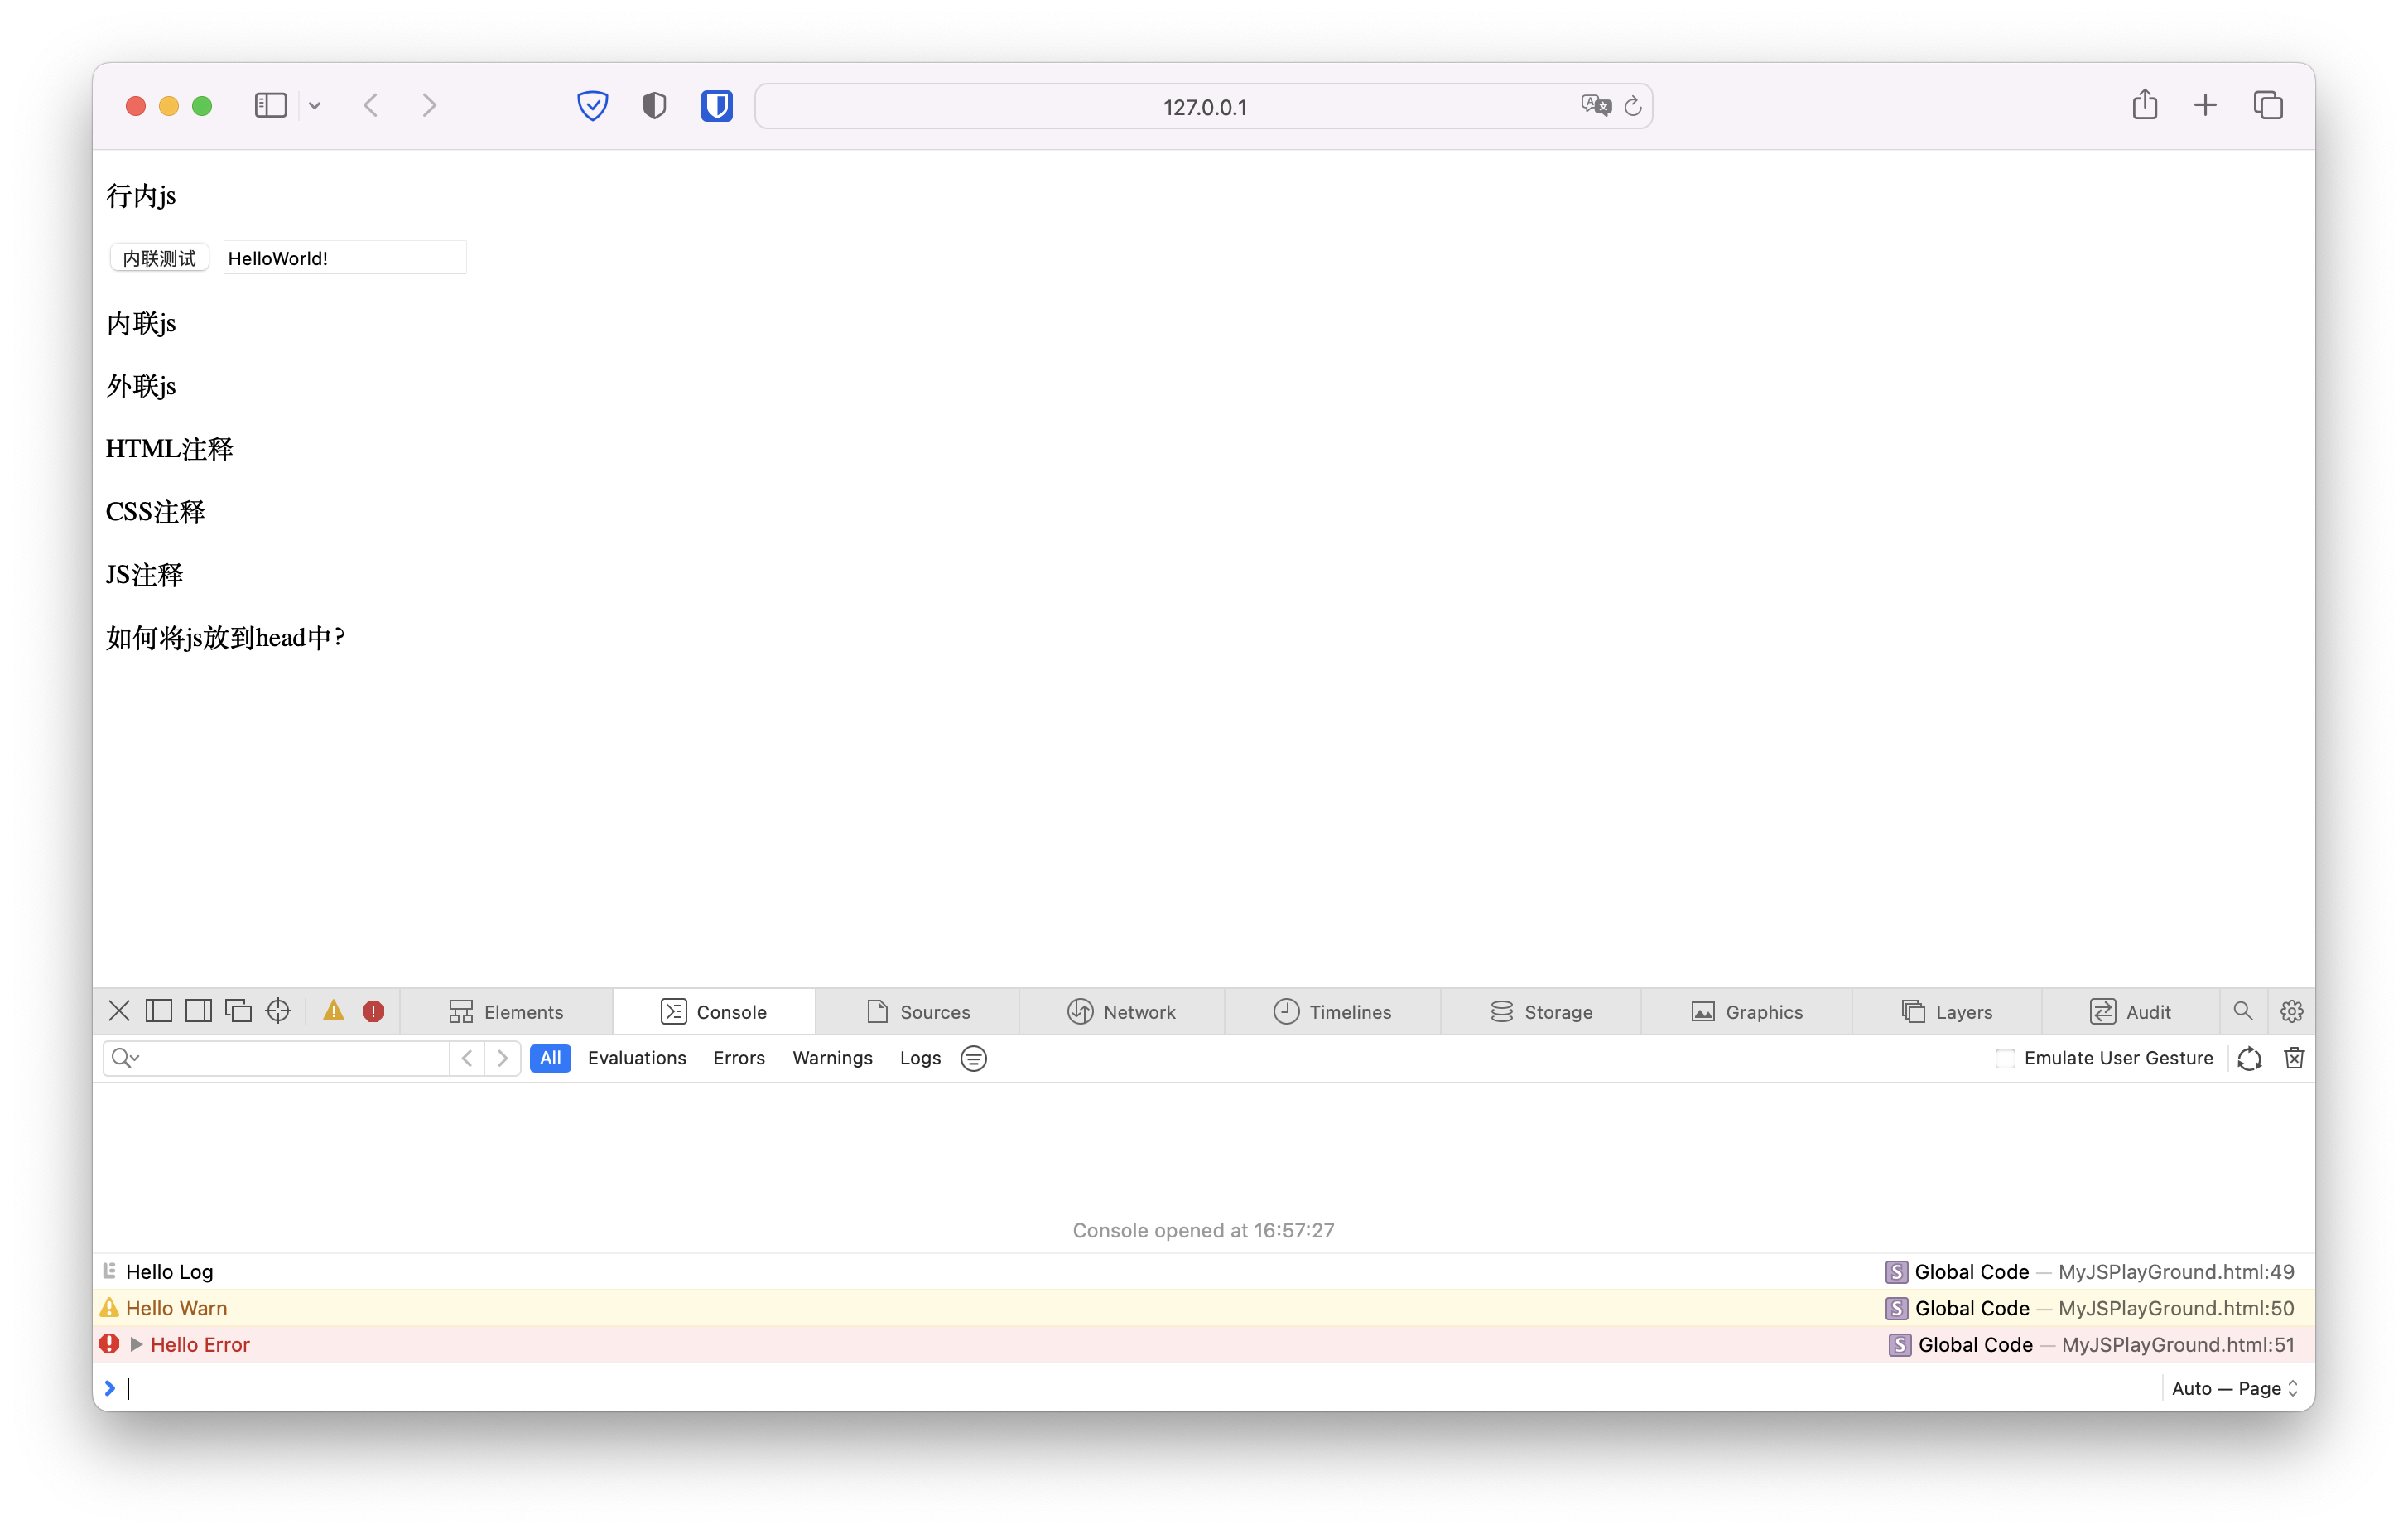 127.0.0.1
行内js
内联测试 HelloWorld!
内联js
外联js
HTML注释
CSS注释
JS注释
如何将js放到head中？
Elements Console Sources Network Timelines Storage Graphics Layers Audit
All Evaluations Errors Warnings Logs Emulate User Gesture
Console opened at 16:57:27
Hello Log S Global Code — MyJSPlayGround.html:49
Hello Warn S Global Code — MyJSPlayGround.html:50
Hello Error S Global Code — MyJSPlayGround.html:51
Auto — Page